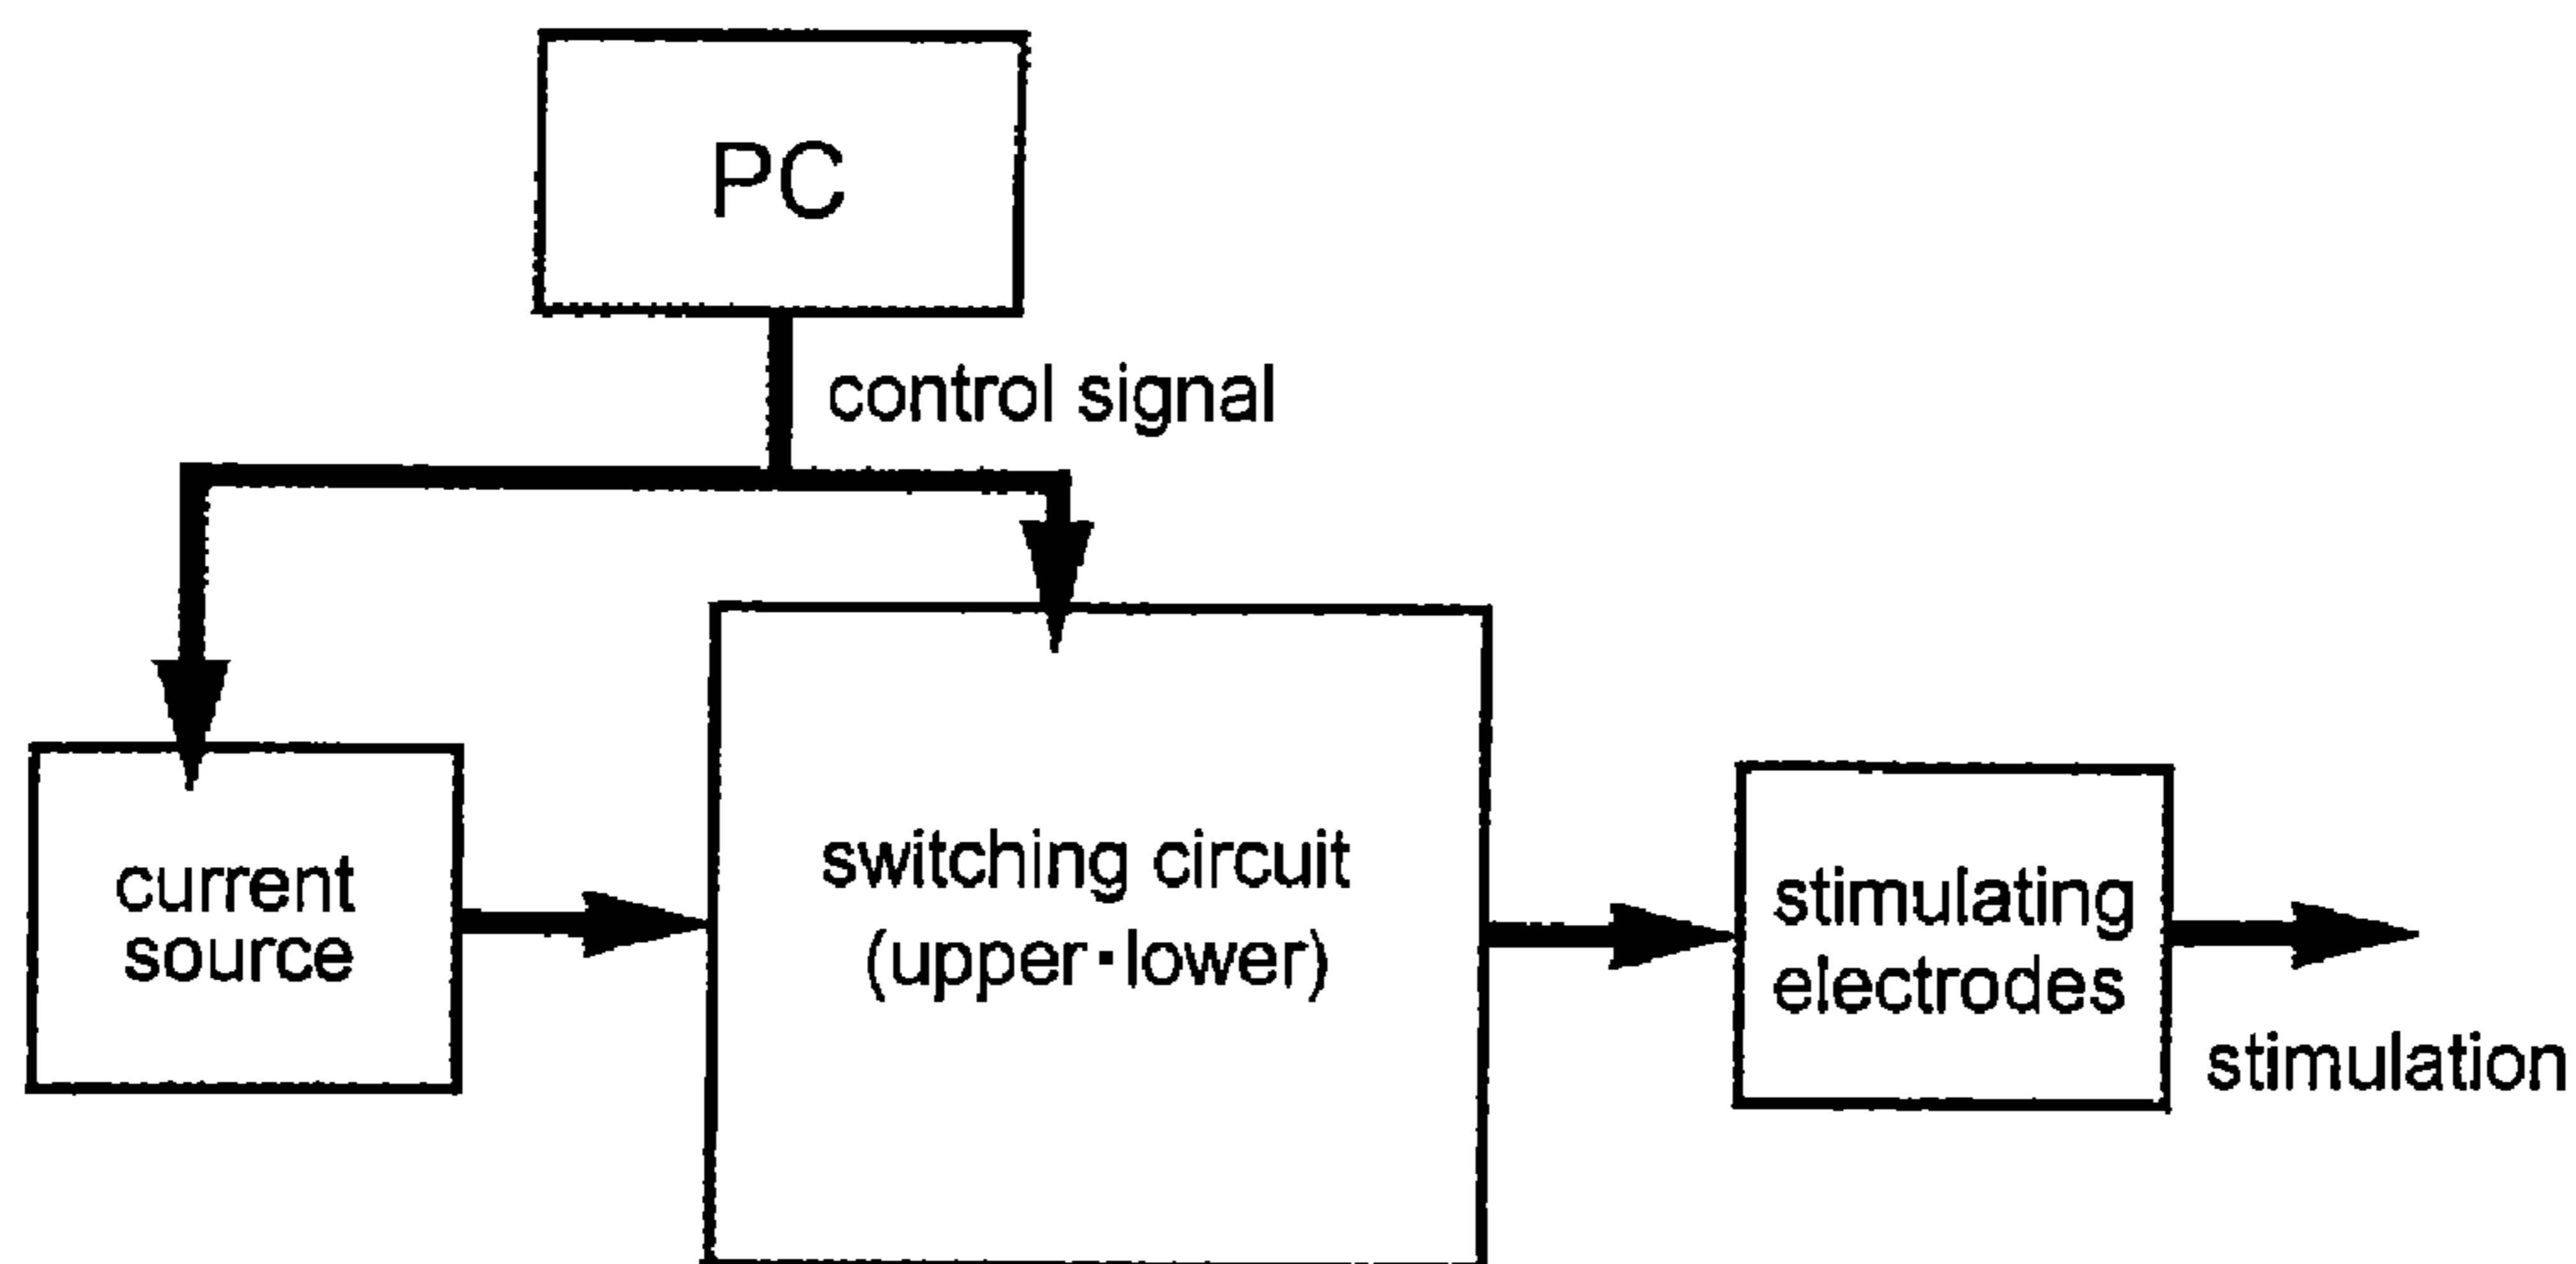 PC
control signal
current
source
switching circuit
(upper・lower)
stimulating
electrodes
stimulation